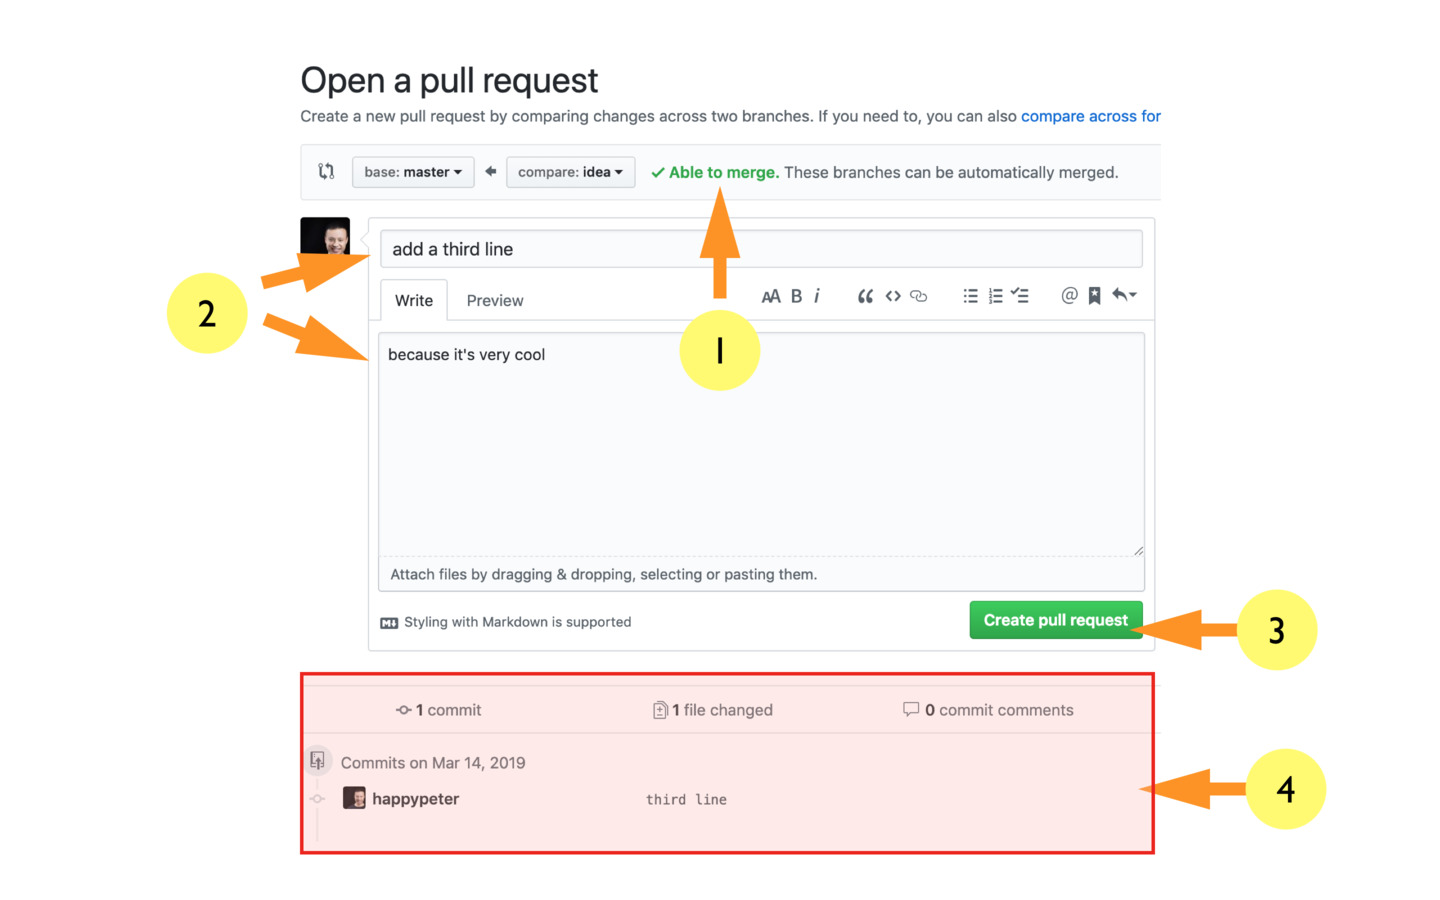 Open a pull request
Create a new pull request by comparing changes across two branches. If you need to, you can also compare across for
base: master compare: idea Able to merge. These branches can be automatically merged.
add a third line
2
Write Preview AA B i
1
because it's very cool
Attach files by dragging & dropping, selecting or pasting them.
Styling with Markdown is supported
Create pull request
3
1 commit 1 file changed 0 commit comments
Commits on Mar 14, 2019
happypeter third line
4